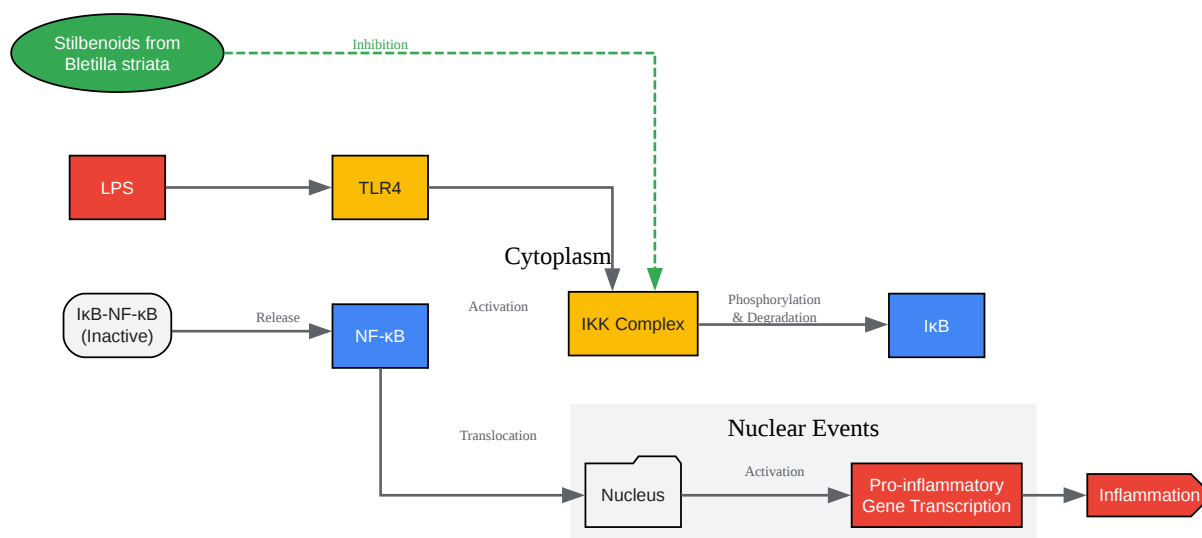 Stilbenoids from
Bletilla striata
Inhibition
LPS
TLR4
Cytoplasm
IκB-NF-κB
(Inactive)
Release
NF-κB
Activation
IKK Complex
Phosphorylation
& Degradation
IκB
Translocation
Nuclear Events
Nucleus
Activation
Pro-inflammatory
Gene Transcription
Inflammation